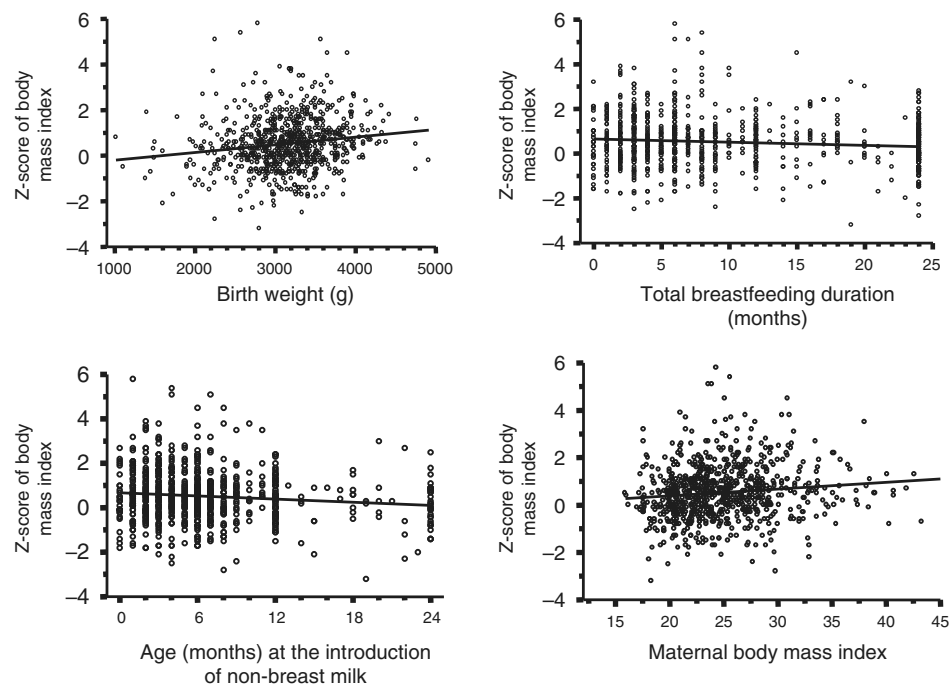 6
4
2
0
–2
–4
Z-score of body
mass index
1000 2000 3000 4000 5000
Birth weight (g)
6
4
2
0
–2
–4
Z-score of body
mass index
0 5 10 15 20 25
Total breastfeeding duration
(months)
6
4
2
0
–2
–4
Z-score of body
mass index
0 6 12 18 24
Age (months) at the introduction
of non-breast milk
6
4
2
0
–2
–4
Z-score of body
mass index
15 20 25 30 35 40 45
Maternal body mass index